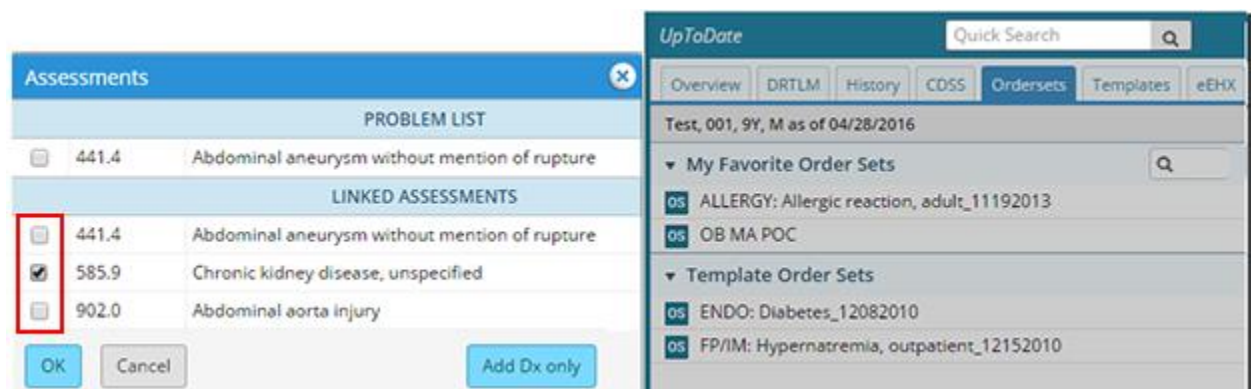 Assessments
PROBLEM LIST
441.4 Abdominal aneurysm without mention of rupture
LINKED ASSESSMENTS
441.4 Abdominal aneurysm without mention of rupture
585.9 Chronic kidney disease, unspecified
902.0 Abdominal aorta injury
OK Cancel Add Dx only
UpToDate Quick Search
Overview DRTLM History CDSS Ordersets Templates eEHX
Test, 001, 9Y, M as of 04/28/2016
My Favorite Order Sets
OS ALLERGY: Allergic reaction, adult_11192013
OS OB MA POC
Template Order Sets
OS ENDO: Diabetes_12082010
OS FP/IM: Hypernatremia, outpatient_12152010